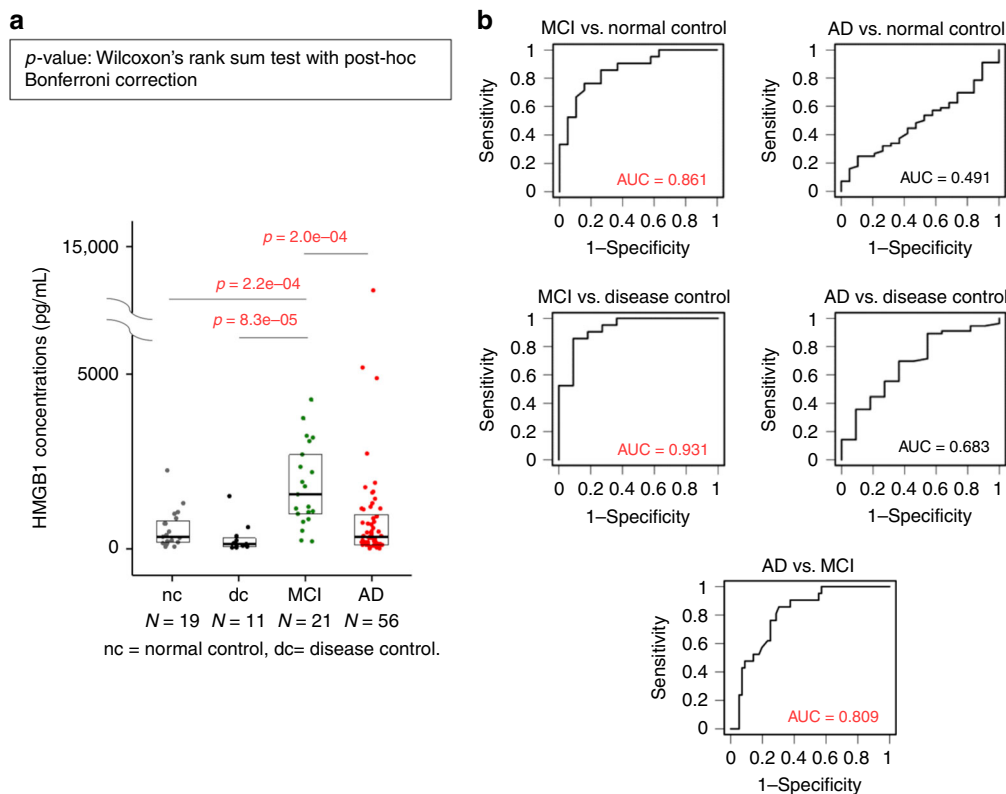 a
p-value: Wilcoxon's rank sum test with post-hoc
Bonferroni correction
HMGB1 concentrations (pg/mL)
15,000
5000
0
p = 2.0e–04
p = 2.2e–04
p = 8.3e–05
nc dc MCI AD
N = 19 N = 11 N = 21 N = 56
nc = normal control, dc= disease control.
b
MCI vs. normal control
Sensitivity
1
0.8
0.6
0.4
0.2
0
AUC = 0.861
0 0.2 0.4 0.6 0.8 1
1–Specificity
AD vs. normal control
Sensitivity
1
0.8
0.6
0.4
0.2
0
AUC = 0.491
0 0.2 0.4 0.6 0.8 1
1–Specificity
MCI vs. disease control
Sensitivity
1
0.8
0.6
0.4
0.2
0
AUC = 0.931
0 0.2 0.4 0.6 0.8 1
1–Specificity
AD vs. disease control
Sensitivity
1
0.8
0.6
0.4
0.2
0
AUC = 0.683
0 0.2 0.4 0.6 0.8 1
1–Specificity
AD vs. MCI
Sensitivity
1
0.8
0.6
0.4
0.2
0
AUC = 0.809
0 0.2 0.4 0.6 0.8 1
1–Specificity